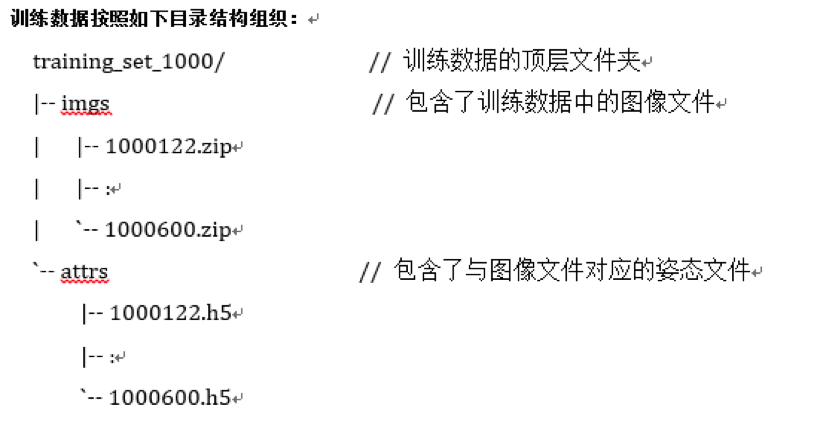 训练数据按照如下目录结构组织：
training_set_1000/ // 训练数据的顶层文件夹
|-- imgs // 包含了训练数据中的图像文件
| |-- 1000122.zip
| |-- :
| `-- 1000600.zip
`-- attrs // 包含了与图像文件对应的姿态文件
|-- 1000122.h5
|-- :
`-- 1000600.h5